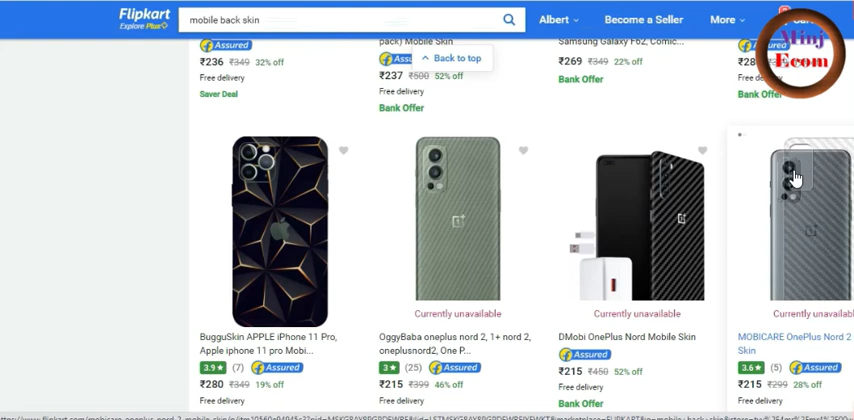 Flipkart
Explore Plus
mobile back skin
Albert
Become a Seller
More
Minj
Ecom
Assured
₹236 ₹349 32% off
Free delivery
Saver Deal
pack) Mobile Skin
Back to top
₹237 ₹500 52% off
Free delivery
Bank Offer
Samsung Galaxy F62, Comic...
₹269 ₹349 22% off
Bank Offer
Free delivery
Bank Offer
Currently unavailable
Currently unavailable
Currently unavailabl
BugguSkin APPLE iPhone 11 Pro,
Apple iphone 11 pro Mobi...
3.9 ★ (7) Assured
₹280 ₹349 19% off
Free delivery
OggyBaba oneplus nord 2, 1+ nord 2,
oneplusnord2, One P...
3 ★ (25) Assured
₹215 ₹399 46% off
Free delivery
DMobi OnePlus Nord Mobile Skin
Assured
₹215 ₹450 52% off
Free delivery
Bank Offer
MOBICARE OnePlus Nord 2
Skin
3.6 ★ (5) Assured
₹215 ₹299 28% off
Free delivery